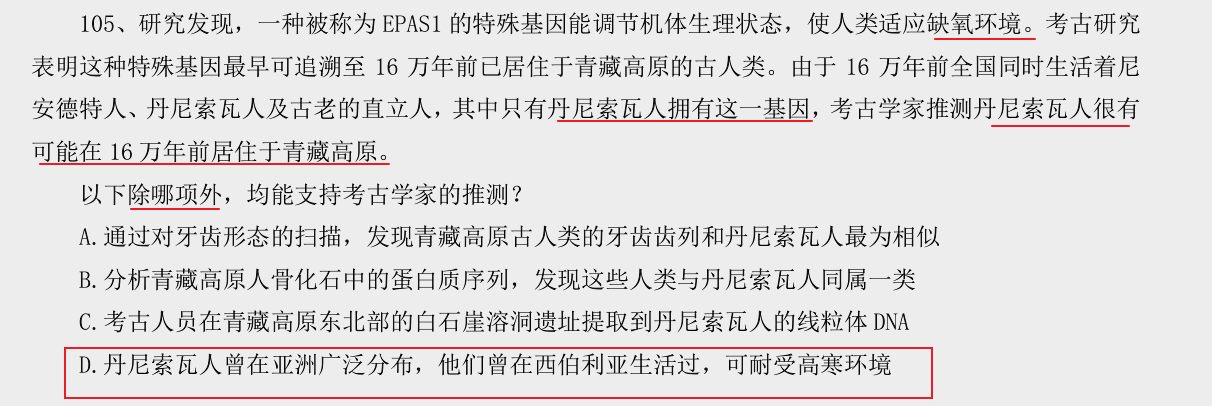 105、研究发现，一种被称为 EPAS1 的特殊基因能调节机体生理状态，使人类适应缺氧环境。考古研究
表明这种特殊基因最早可追溯至 16 万年前已居住于青藏高原的古人类。由于 16 万年前全国同时生活着尼
安德特人、丹尼索瓦人及古老的直立人，其中只有丹尼索瓦人拥有这一基因，考古学家推测丹尼索瓦人很有
可能在 16 万年前居住于青藏高原。
以下除哪项外，均能支持考古学家的推测？
A.通过对牙齿形态的扫描，发现青藏高原古人类的牙齿齿列和丹尼索瓦人最为相似
B.分析青藏高原人骨化石中的蛋白质序列，发现这些人类与丹尼索瓦人同属一类
C.考古人员在青藏高原东北部的白石崖溶洞遗址提取到丹尼索瓦人的线粒体 DNA
D.丹尼索瓦人曾在亚洲广泛分布，他们曾在西伯利亚生活过，可耐受高寒环境